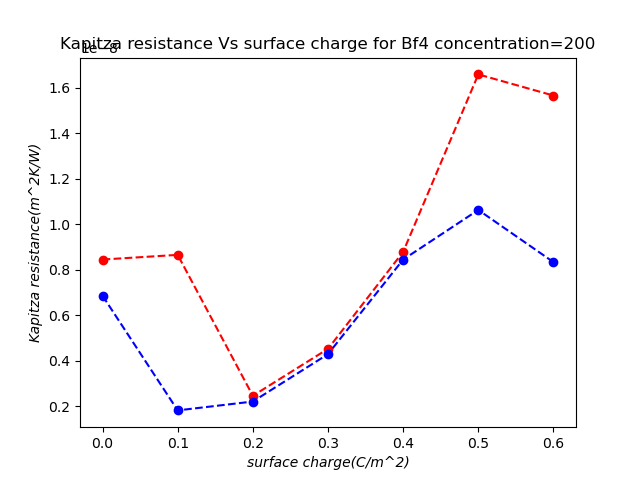 Kapitza resistance Vs surface charge for Bf4 concentration=200
1e−8
1.6
1.4
1.2
1.0
0.8
0.6
0.4
0.2
Kapitza resistance(m^2K/W)
0.0 0.1 0.2 0.3 0.4 0.5 0.6
surface charge(C/m^2)